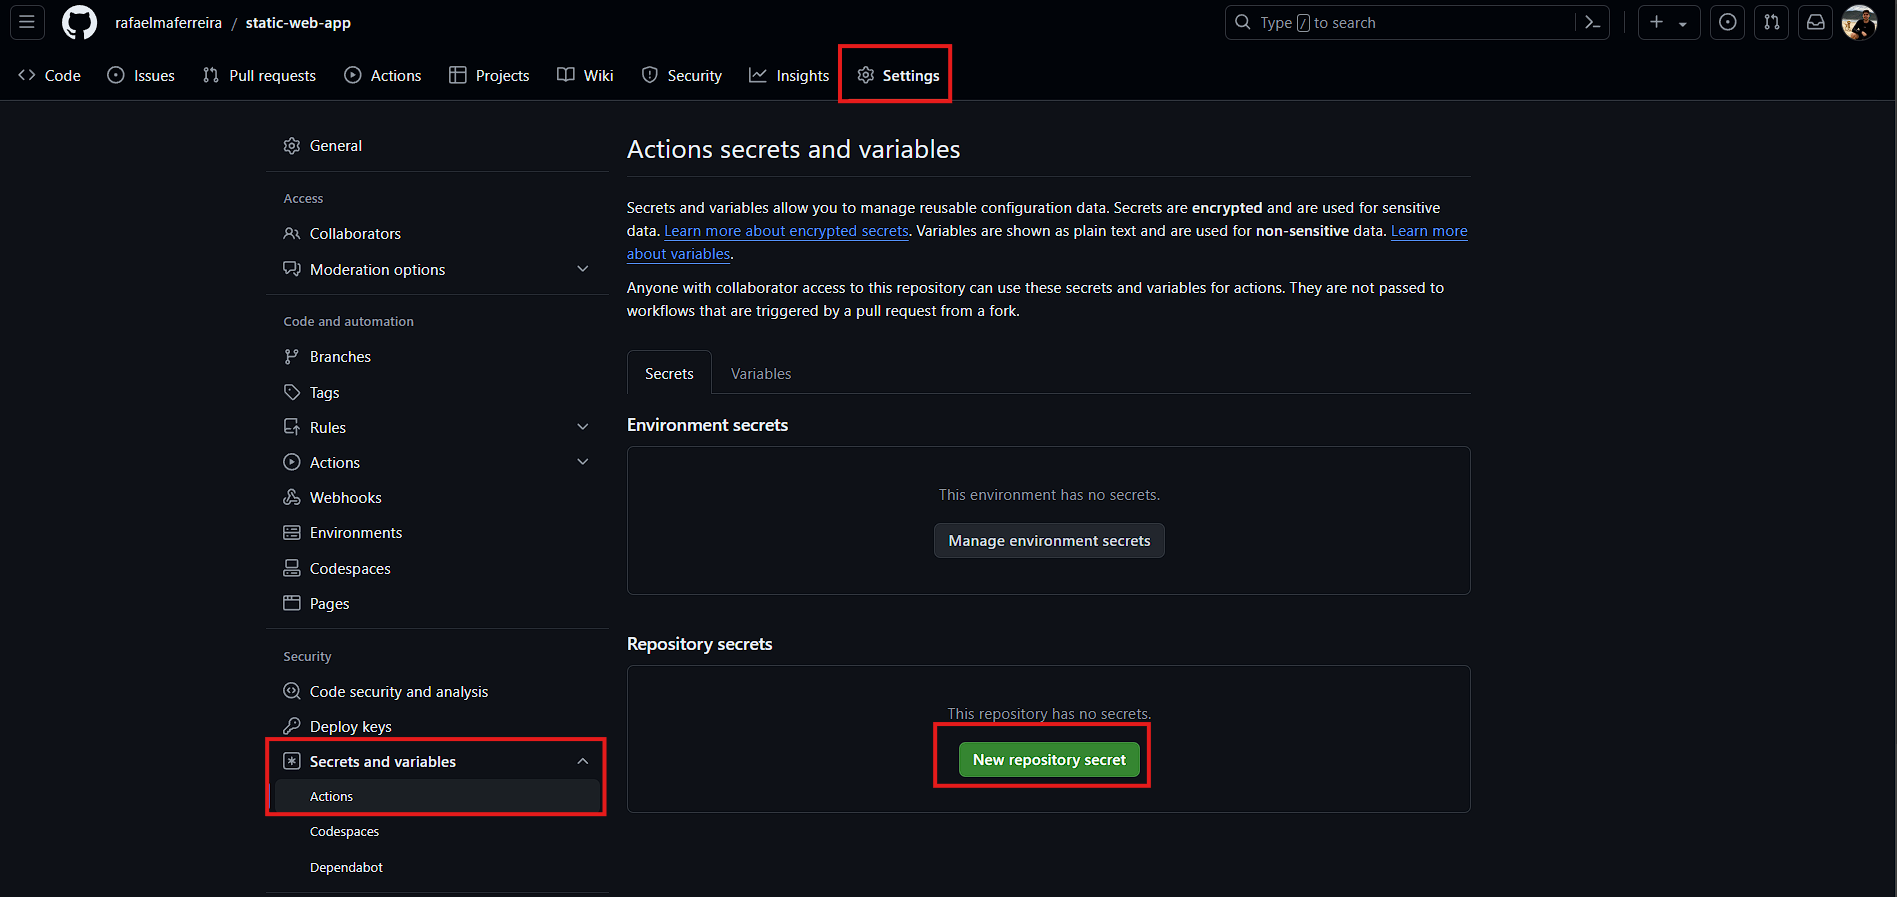 rafaelmaferreira / static-web-app
Type / to search
Code
Issues
Pull requests
Actions
Projects
Wiki
Security
Insights
Settings
General
Access
Collaborators
Moderation options
Code and automation
Branches
Tags
Rules
Actions
Webhooks
Environments
Codespaces
Pages
Security
Code security and analysis
Deploy keys
Secrets and variables
Actions
Codespaces
Dependabot
Actions secrets and variables
Secrets and variables allow you to manage reusable configuration data. Secrets are encrypted and are used for sensitive
data. Learn more about encrypted secrets. Variables are shown as plain text and are used for non-sensitive data. Learn more
about variables.
Anyone with collaborator access to this repository can use these secrets and variables for actions. They are not passed to
workflows that are triggered by a pull request from a fork.
Secrets
Variables
Environment secrets
This environment has no secrets.
Manage environment secrets
Repository secrets
This repository has no secrets.
New repository secret